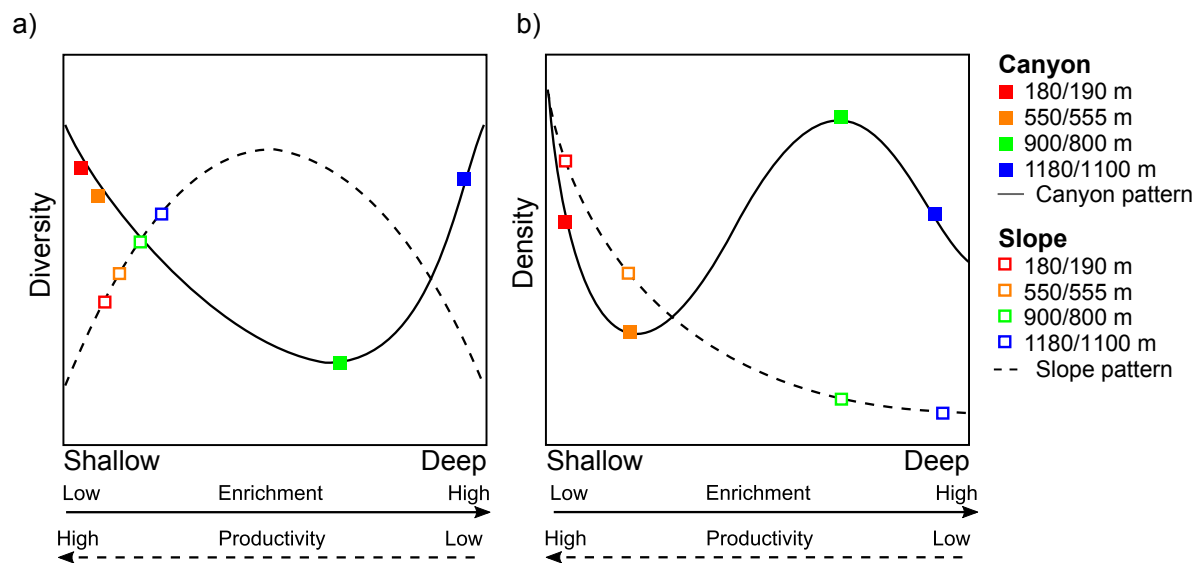 a)
Diversity
Shallow Deep
Low Enrichment High
High Productivity Low
b)
Density
Shallow Deep
Low Enrichment High
High Productivity Low
Canyon
180/190 m
550/555 m
900/800 m
1180/1100 m
Canyon pattern
Slope
180/190 m
550/555 m
900/800 m
1180/1100 m
Slope pattern